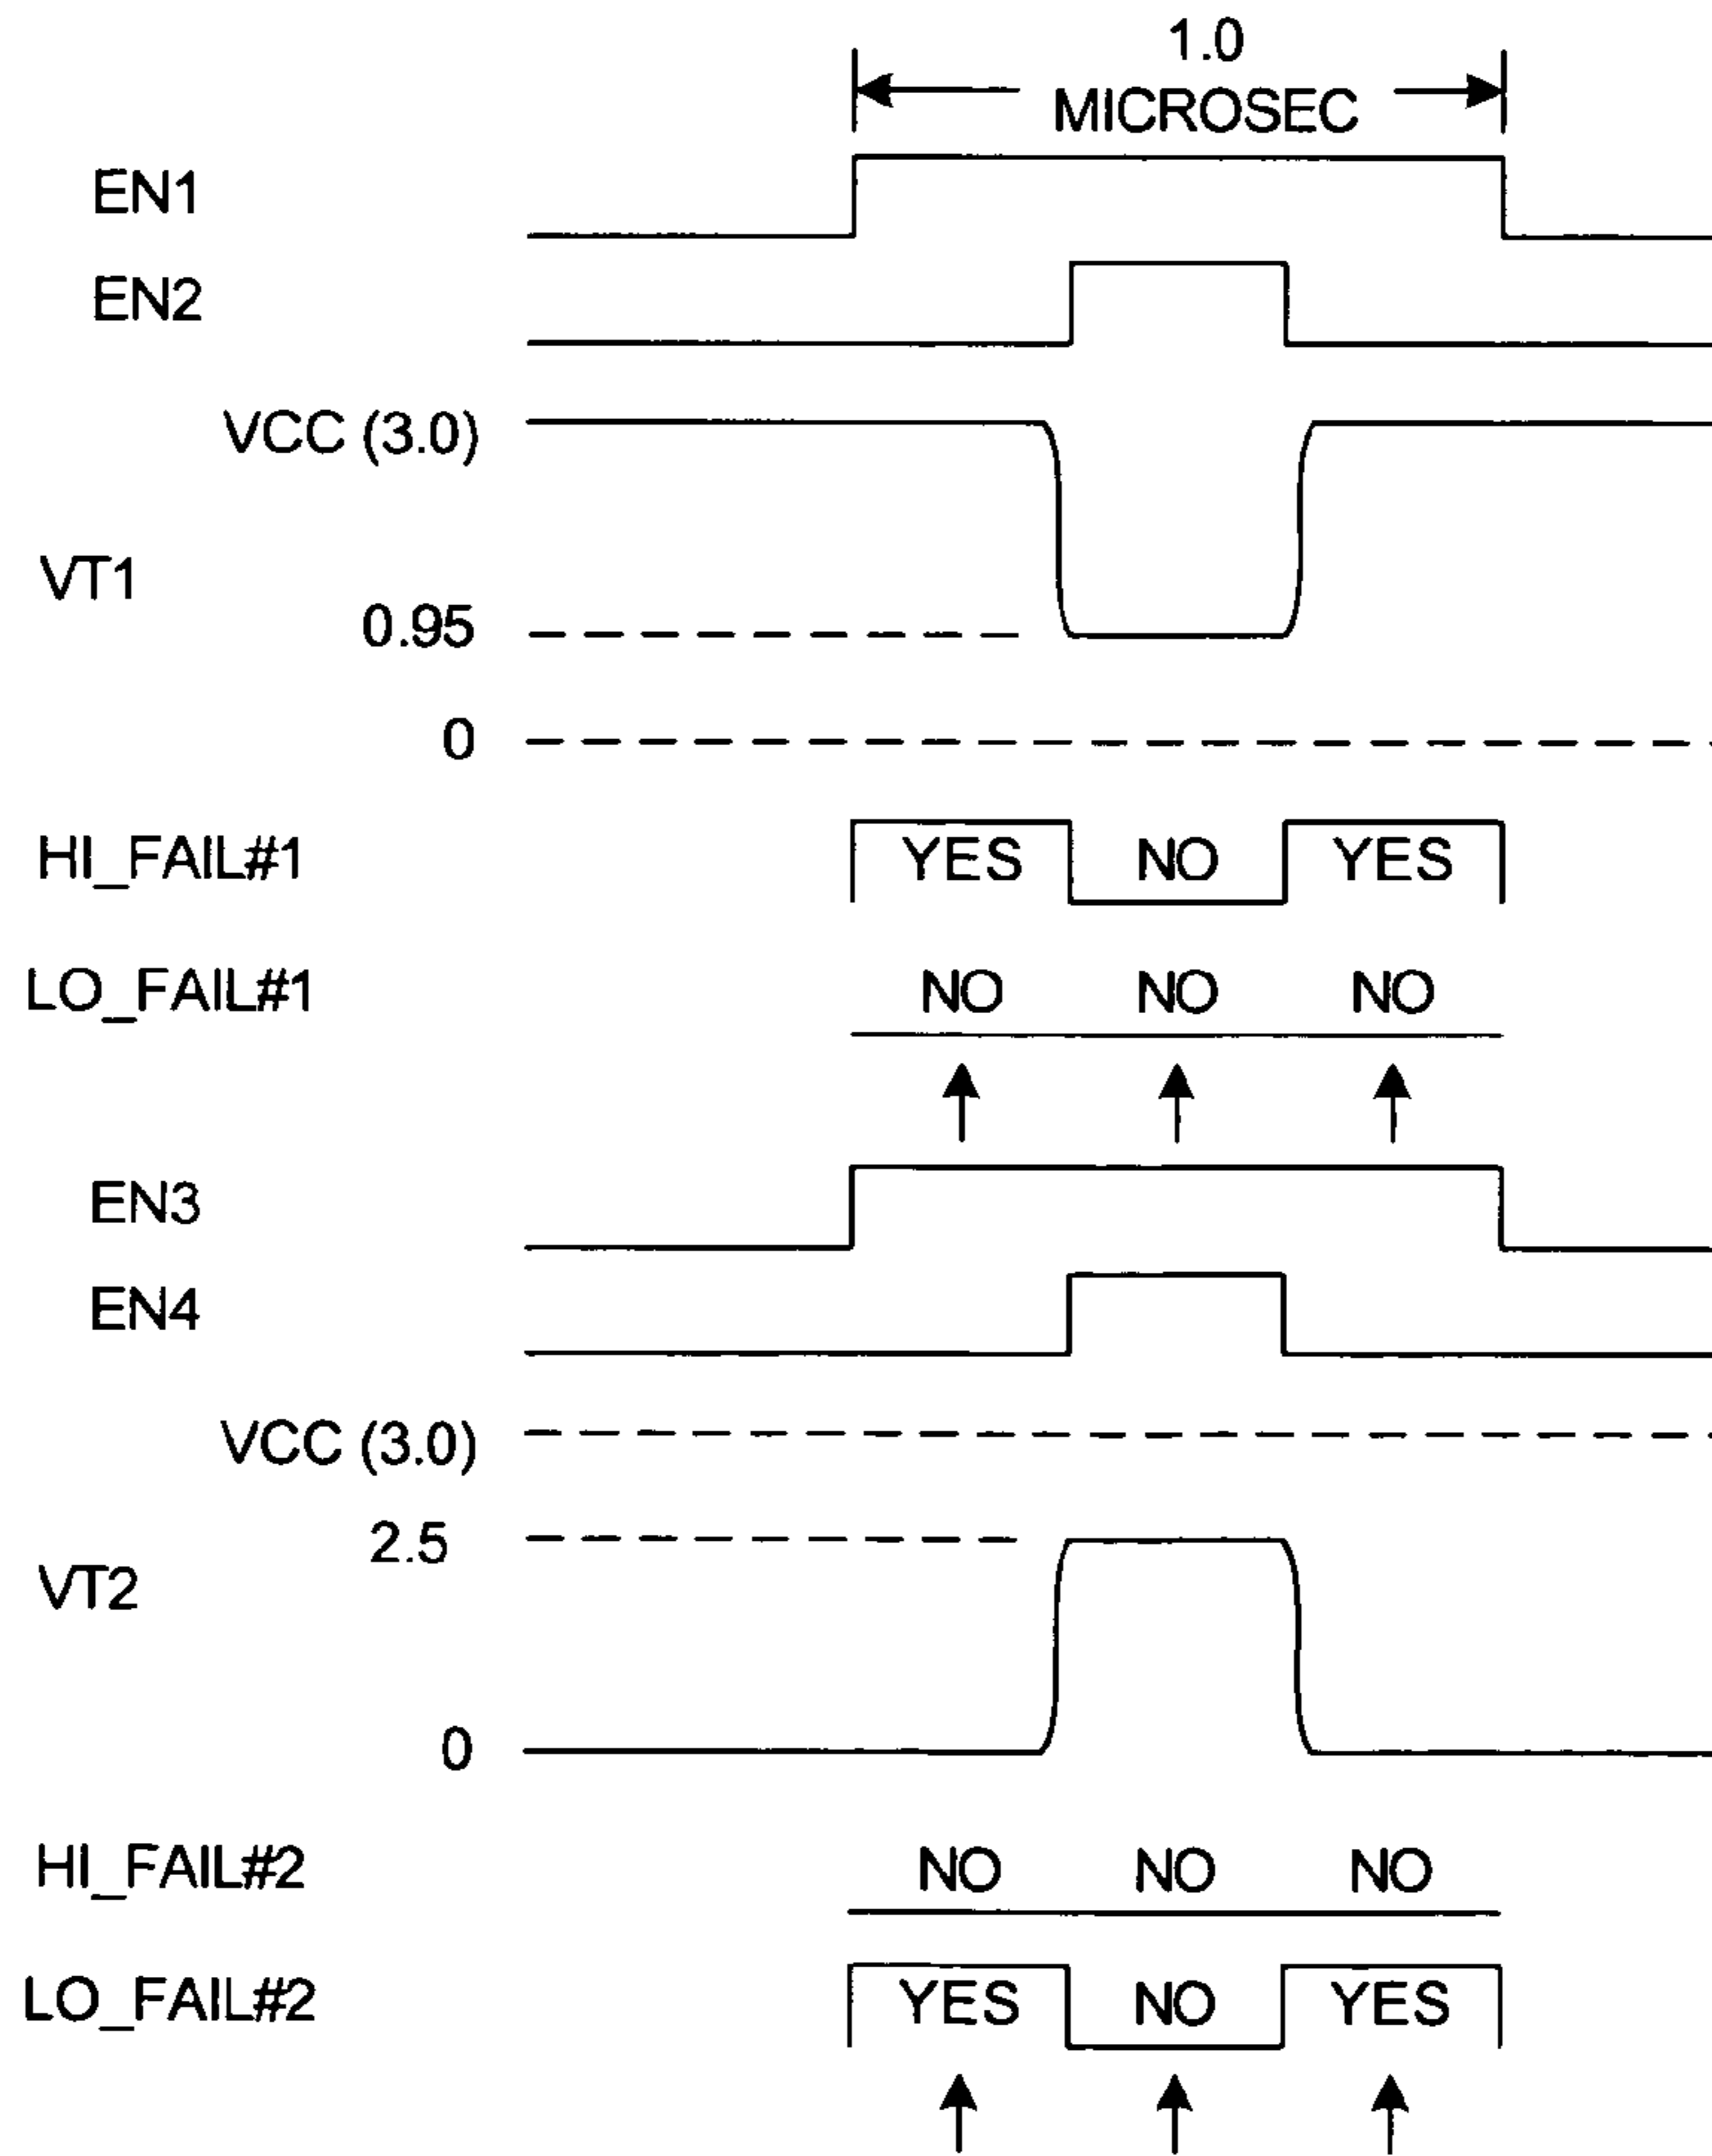 1.0
MICROSEC
EN1
EN2
VCC (3.0)
VT1
0.95
0
HI_FAIL#1 YES NO YES
LO_FAIL#1 NO NO NO
EN3
EN4
VCC (3.0)
2.5
VT2
0
HI_FAIL#2 NO NO NO
LO_FAIL#2 YES NO YES